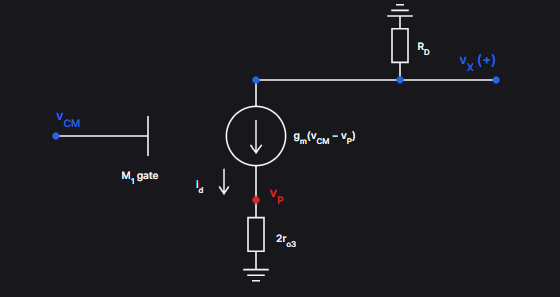 R_D
v_X (+)
v_CM
g_m(v_CM − v_P)
M_1 gate
I_d
v_P
2r_o3